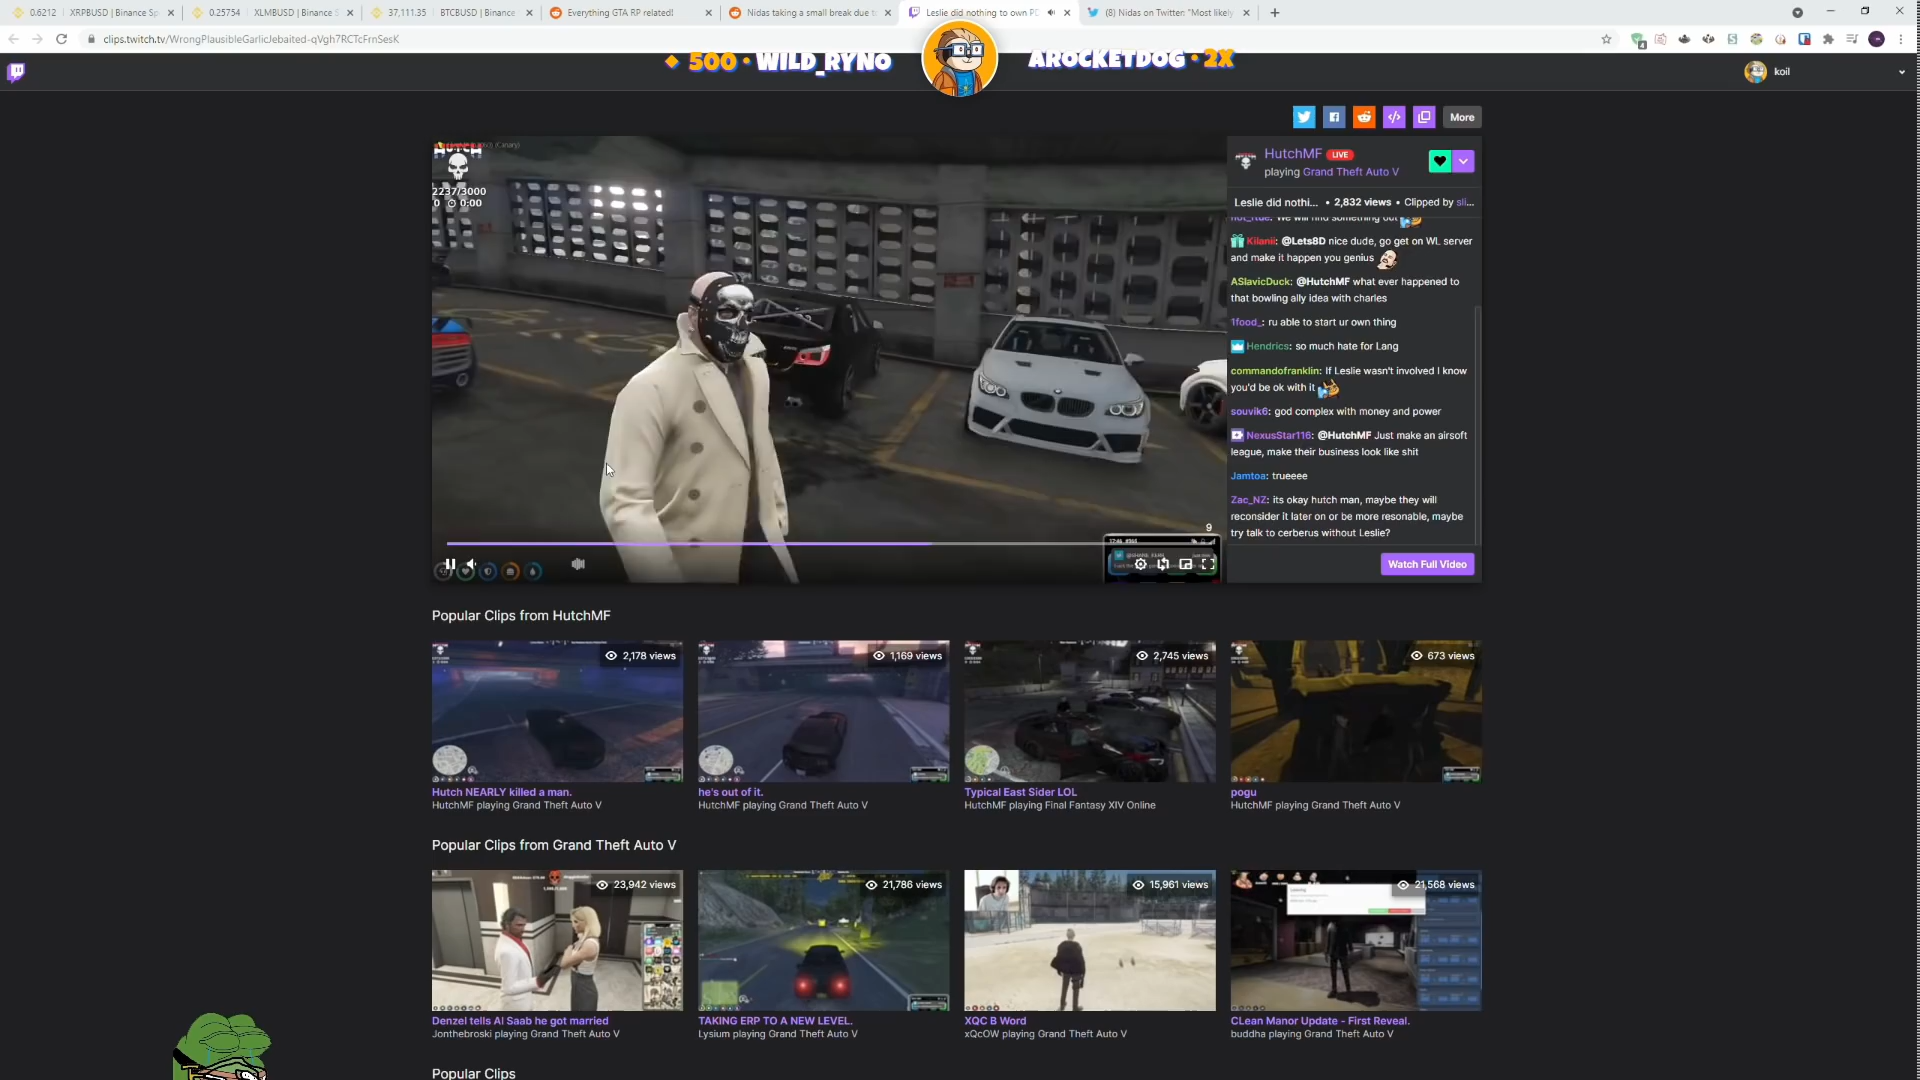 0.6212 XRPBUSD | Binance Sp
0.25754 XLMBUSD | Binance S
37,111.35 BTCBUSD | Binance
Everything GTA RP related!
Nidas taking a small break due t
Leslie did nothing to own PD
(8) Nidas on Twitter: "Most likely
clips.twitch.tv/WrongPlausibleGarlicJebaited-qVgh7RCTcFrnSesK
500 • WILD_RYNO
AROCKETDOG • 2X
koil
More
HUTCH
2237/3000
0:00
HutchMF LIVE
playing Grand Theft Auto V
Leslie did nothi... • 2,832 views • Clipped by sli...
We will find something out
Kilanii: @Lets8D nice dude, go get on WL server
and make it happen you genius
ASlavicDuck: @HutchMF what ever happened to
that bowling ally idea with charles
1food_: ru able to start ur own thing
Hendrics: so much hate for Lang
commandofranklin: If Leslie wasn't involved I know
you'd be ok with it
souvik6: god complex with money and power
NexusStar116: @HutchMF Just make an airsoft
league, make their business look like shit
Jamtoa: trueeee
Zac_NZ: its okay hutch man, maybe they will
reconsider it later on or be more resonable, maybe
try talk to cerberus without Leslie?
9
Watch Full Video
Popular Clips from HutchMF
2,178 views
1,169 views
2,745 views
673 views
Hutch NEARLY killed a man.
HutchMF playing Grand Theft Auto V
he's out of it.
HutchMF playing Grand Theft Auto V
Typical East Sider LOL
HutchMF playing Final Fantasy XIV Online
pogu
HutchMF playing Grand Theft Auto V
Popular Clips from Grand Theft Auto V
23,942 views
21,786 views
15,961 views
21,568 views
Denzel tells Al Saab he got married
Jonthebroski playing Grand Theft Auto V
TAKING ERP TO A NEW LEVEL.
Lysium playing Grand Theft Auto V
XQC B Word
xQcOW playing Grand Theft Auto V
CLean Manor Update - First Reveal.
buddha playing Grand Theft Auto V
Popular Clips